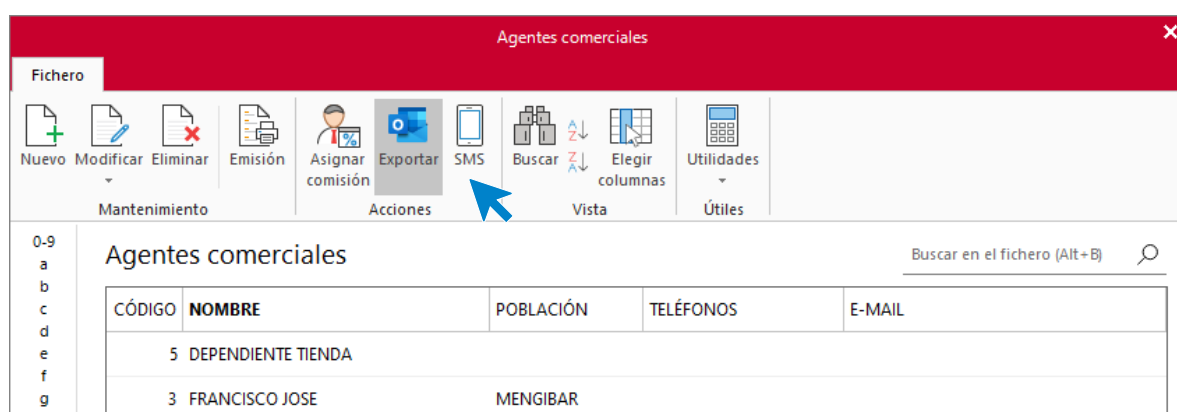 Agentes comerciales
Fichero
Nuevo Modificar Eliminar Emisión Asignar comisión Exportar SMS Buscar Elegir columnas Utilidades
Mantenimiento Acciones Vista Útiles
Agentes comerciales
Buscar en el fichero (Alt+B)
0-9
a
b
c
d
e
f
g
CÓDIGO NOMBRE POBLACIÓN TELÉFONOS E-MAIL
5 DEPENDIENTE TIENDA
3 FRANCISCO JOSE MENGIBAR